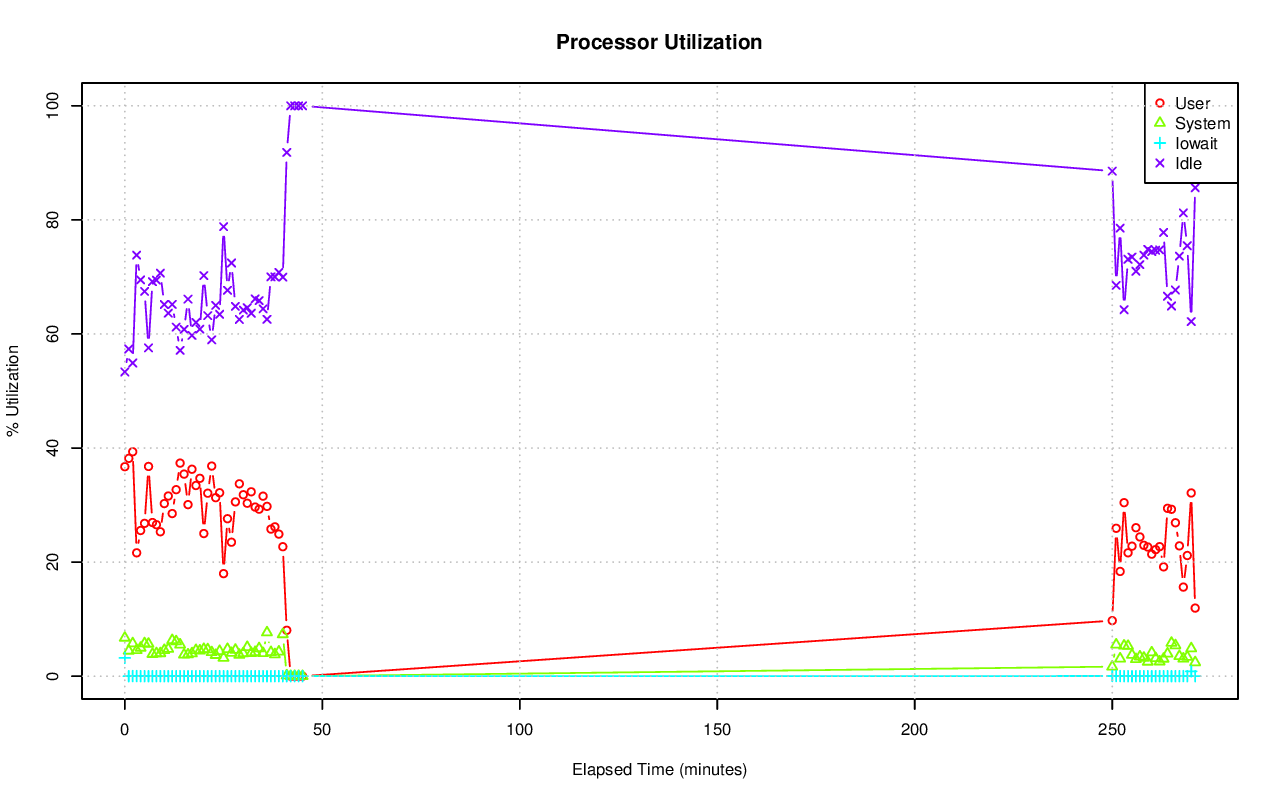 Processor Utilization
User
System
Iowait
Idle
% Utilization
100
80
60
40
20
0
0 50 100 150 200 250
Elapsed Time (minutes)